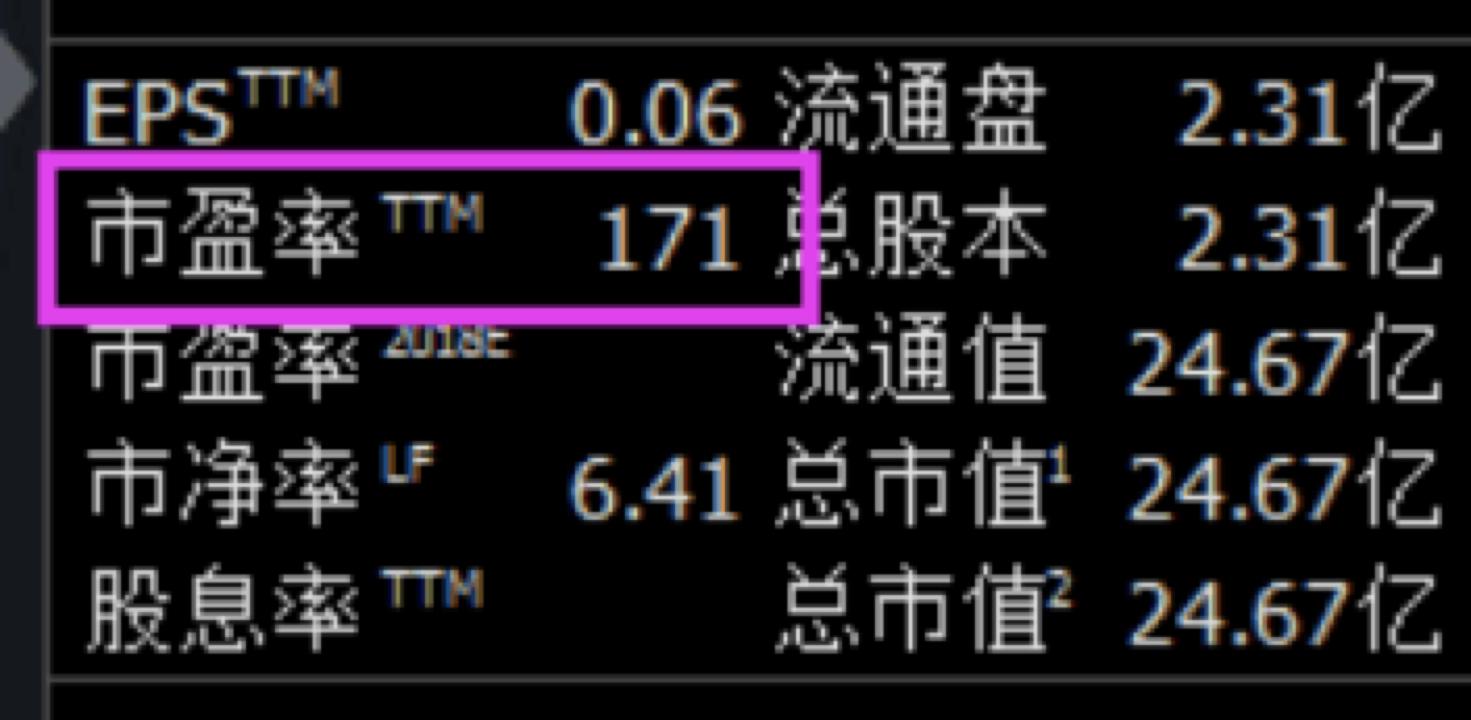 EPS TTM 0.06 流通盘 2.31亿
市盈率 TTM 171 总股本 2.31亿
市盈率 2018E 流通值 24.67亿
市净率 LF 6.41 总市值1 24.67亿
股息率 TTM 总市值2 24.67亿